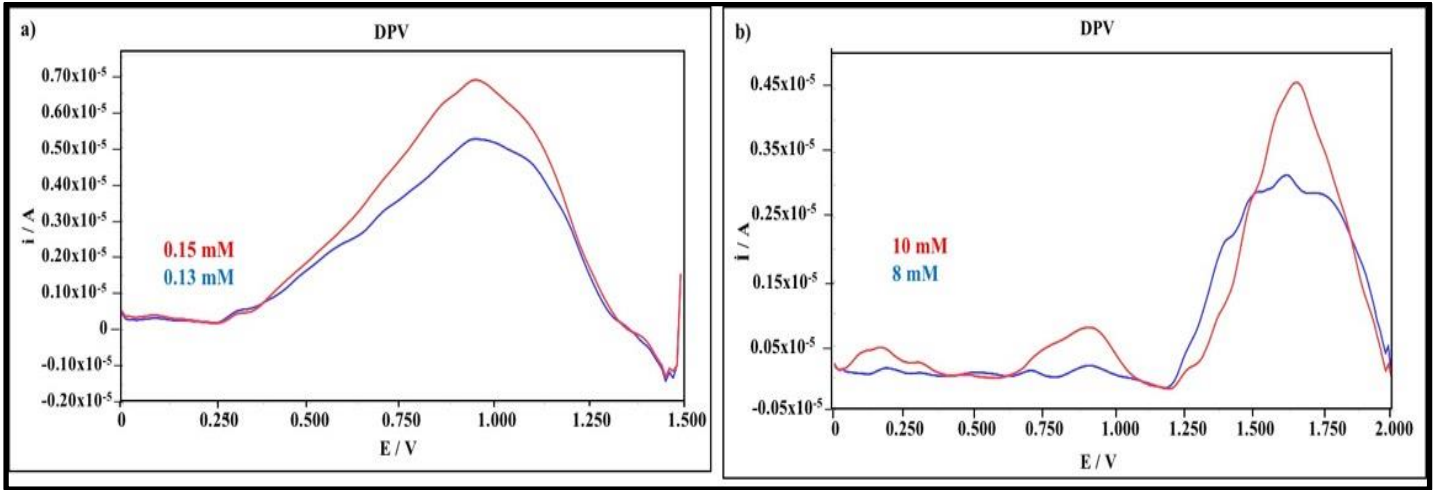 a)
DPV
0.70x10⁻⁵
0.60x10⁻⁵
0.50x10⁻⁵
0.40x10⁻⁵
0.30x10⁻⁵
0.20x10⁻⁵
0.10x10⁻⁵
0
-0.10x10⁻⁵
-0.20x10⁻⁵
i / A
0.15 mM
0.13 mM
0 0.250 0.500 0.750 1.000 1.250 1.500
E / V
b)
DPV
0.45x10⁻⁵
0.35x10⁻⁵
0.25x10⁻⁵
0.15x10⁻⁵
0.05x10⁻⁵
-0.05x10⁻⁵
i / A
10 mM
8 mM
0 0.250 0.500 0.750 1.000 1.250 1.500 1.750 2.000
E / V